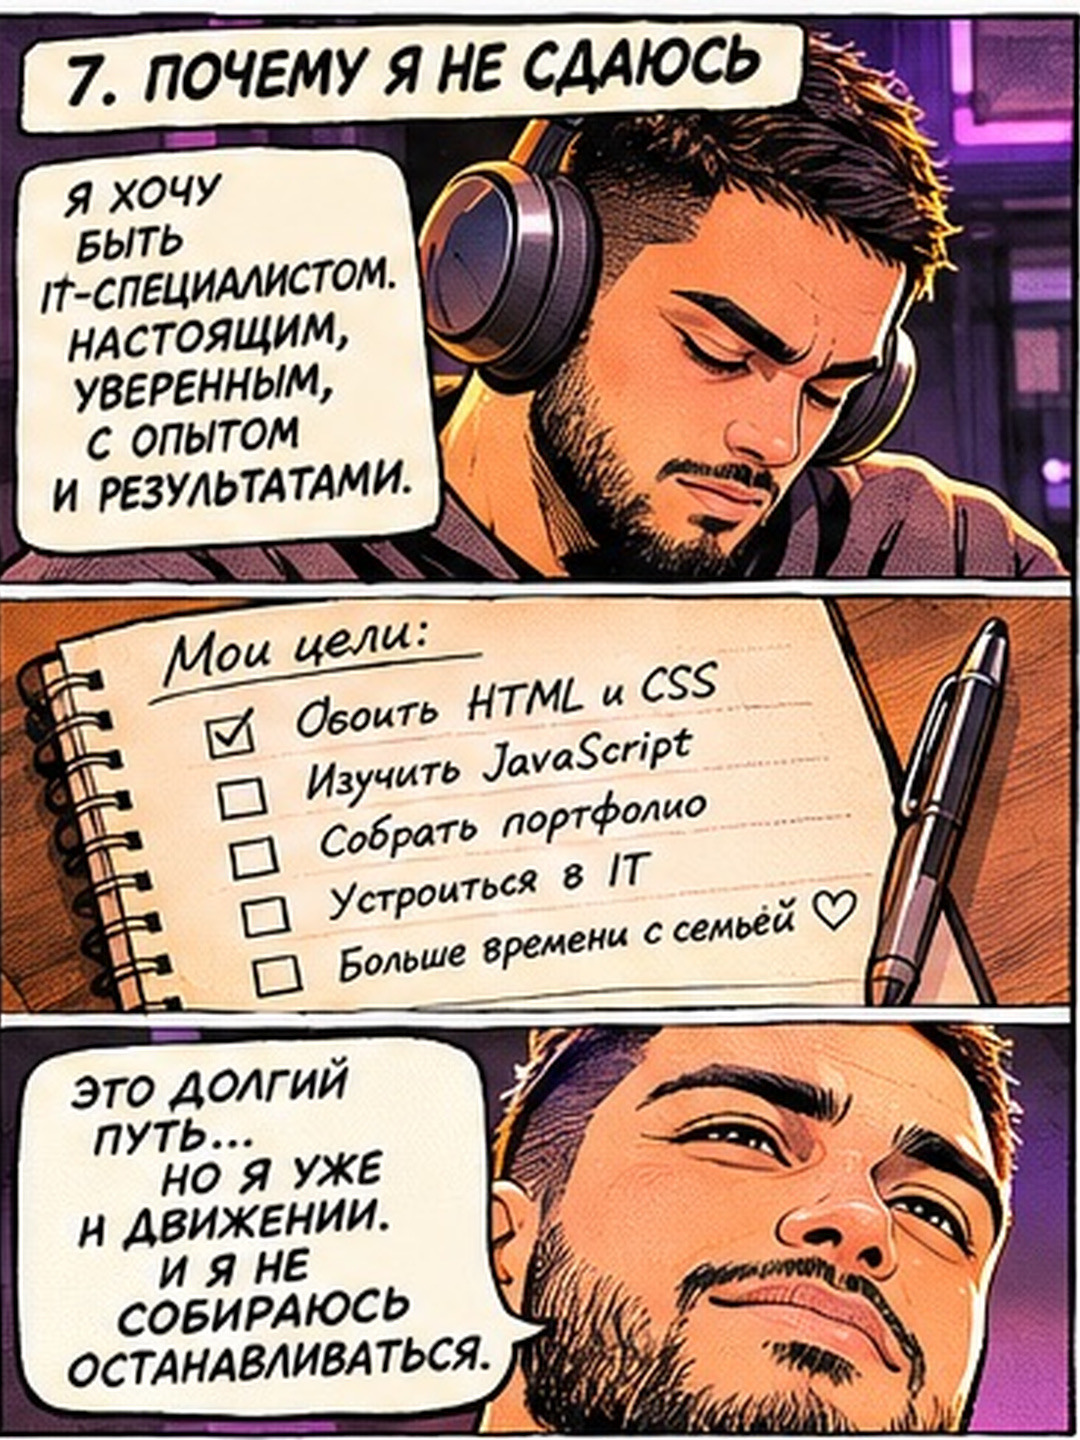 7. ПОЧЕМУ Я НЕ СДАЮСЬ
Я ХОЧУ
БЫТЬ
IT-СПЕЦИАЛИСТОМ.
НАСТОЯЩИМ,
УВЕРЕННЫМ,
С ОПЫТОМ
И РЕЗУЛЬТАТАМИ.
Мои цели:
Обоить HTML и CSS
Изучить JavaScript
Собрать портфолио
Устроиться в IT
Больше времени с семьёй ♡
ЭТО ДОЛГИЙ
ПУТЬ...
НО Я УЖЕ
Н ДВИЖЕНИИ.
И Я НЕ
СОБИРАЮСЬ
ОСТАНАВЛИВАТЬСЯ.